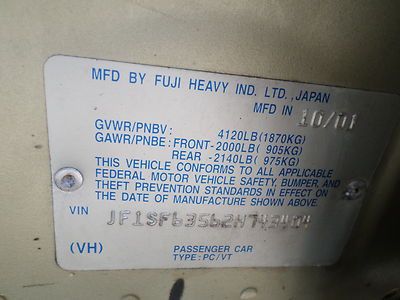 MFD BY FUJI HEAVY IND. LTD., JAPAN
MFD IN 10/01
GVWR/PNBV: 4120LB(1870KG)
GAWR/PNBE: FRONT-2000LB( 905KG)
REAR -2140LB( 975KG)
THIS VEHICLE CONFORMS TO ALL APPLICABLE
FEDERAL MOTOR VEHICLE SAFETY, BUMPER, AND
THEFT PREVENTION STANDARDS IN EFFECT ON
THE DATE OF MANUFACTURE SHOWN ABOVE.
VIN JF1SF63562H743404
(VH) PASSENGER CAR
TYPE: PC/VT